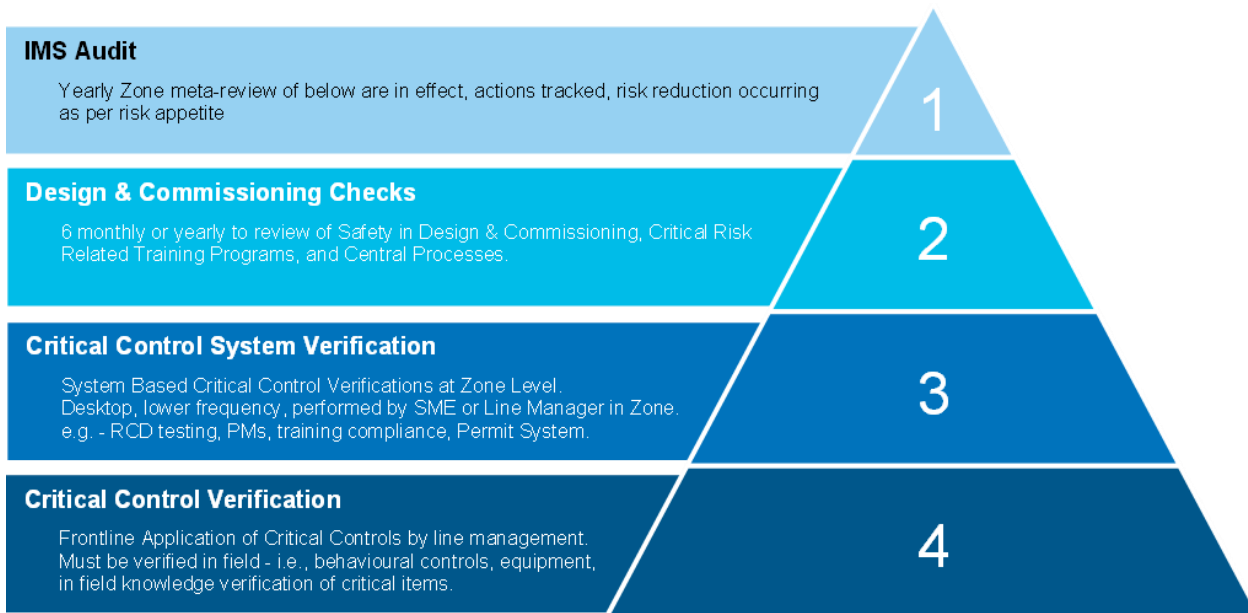 IMS Audit
Yearly Zone meta-review of below are in effect, actions tracked, risk reduction occurring
as per risk appetite
1
Design & Commissioning Checks
6 monthly or yearly to review of Safety in Design & Commissioning, Critical Risk
Related Training Programs, and Central Processes.
2
Critical Control System Verification
System Based Critical Control Verifications at Zone Level.
Desktop, lower frequency, performed by SME or Line Manager in Zone.
e.g. - RCD testing, PMs, training compliance, Permit System.
3
Critical Control Verification
Frontline Application of Critical Controls by line management.
Must be verified in field - i.e., behavioural controls, equipment,
in field knowledge verification of critical items.
4